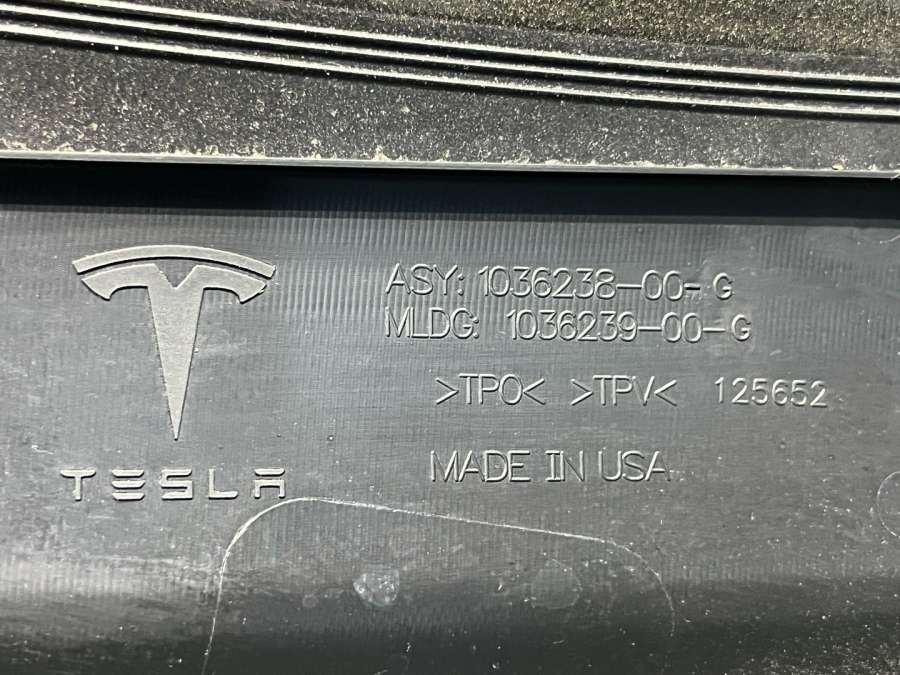 ASY: 1036238-00-G
MLDG: 1036239-00-G
>TPO< >TPV< 125652
MADE IN USA
TESLA